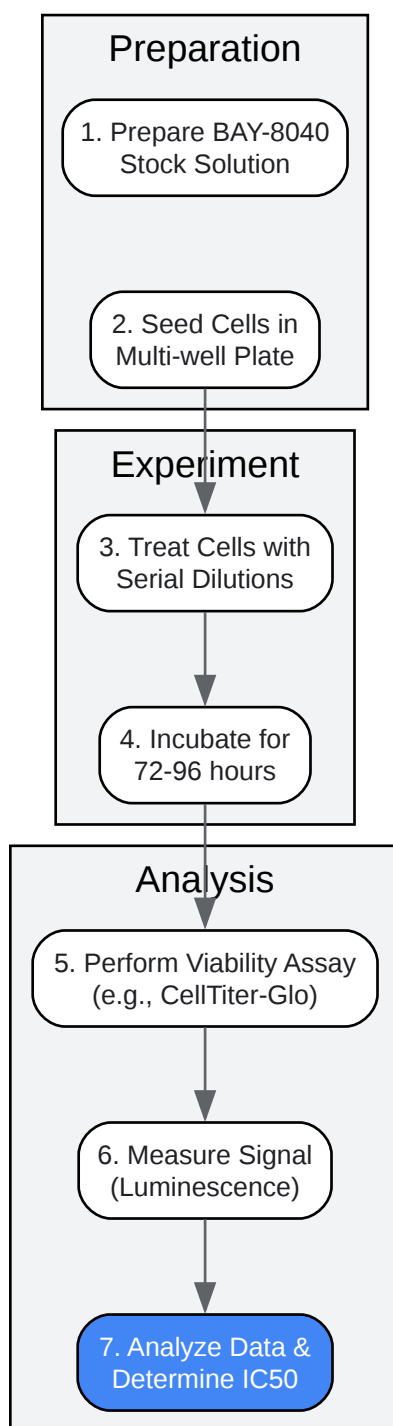 Preparation
1. Prepare BAY-8040
Stock Solution
2. Seed Cells in
Multi-well Plate
Experiment
3. Treat Cells with
Serial Dilutions
4. Incubate for
72-96 hours
Analysis
5. Perform Viability Assay
(e.g., CellTiter-Glo)
6. Measure Signal
(Luminescence)
7. Analyze Data &
Determine IC50